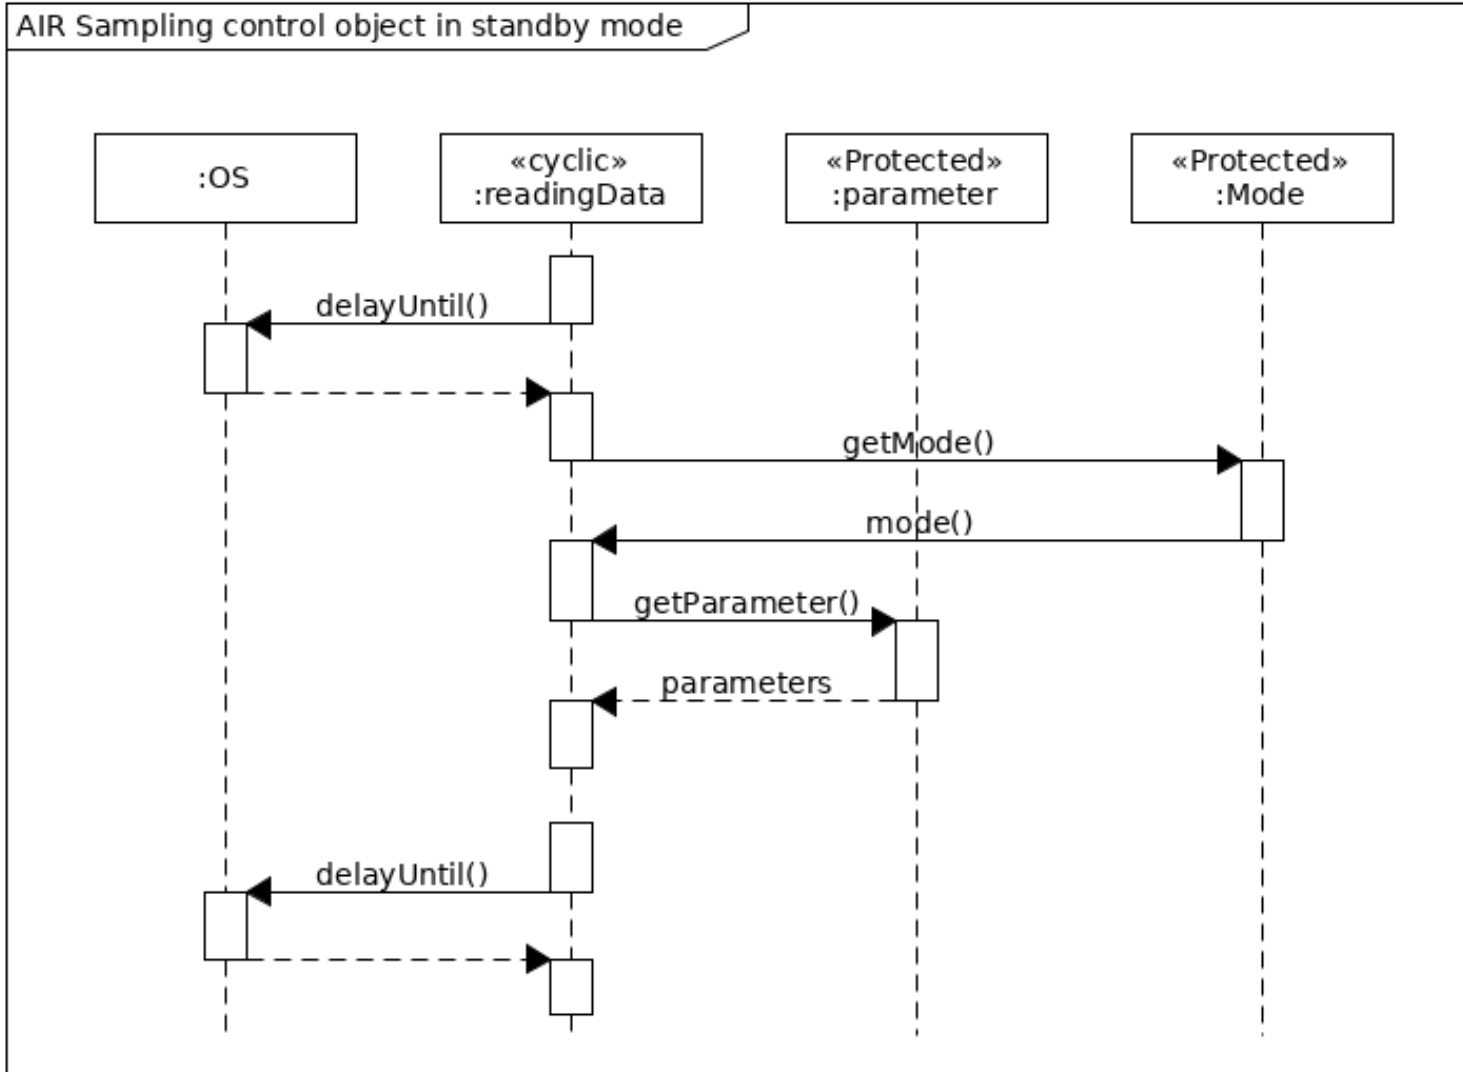 AIR Sampling control object in standby mode
:OS
«cyclic»
:readingData
«Protected»
:parameter
«Protected»
:Mode
delayUntil()
getMode()
mode()
getParameter()
parameters
delayUntil()